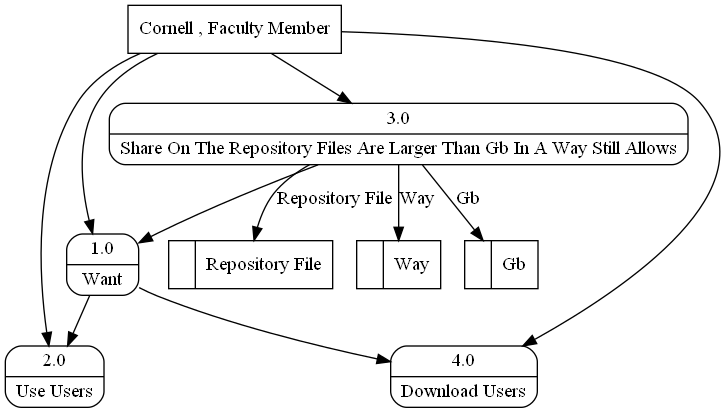 Cornell , Faculty Member
3.0
Share On The Repository Files Are Larger Than Gb In A Way Still Allows
Repository File
Way
Gb
1.0
Want
Repository File
Way
Gb
2.0
Use Users
4.0
Download Users